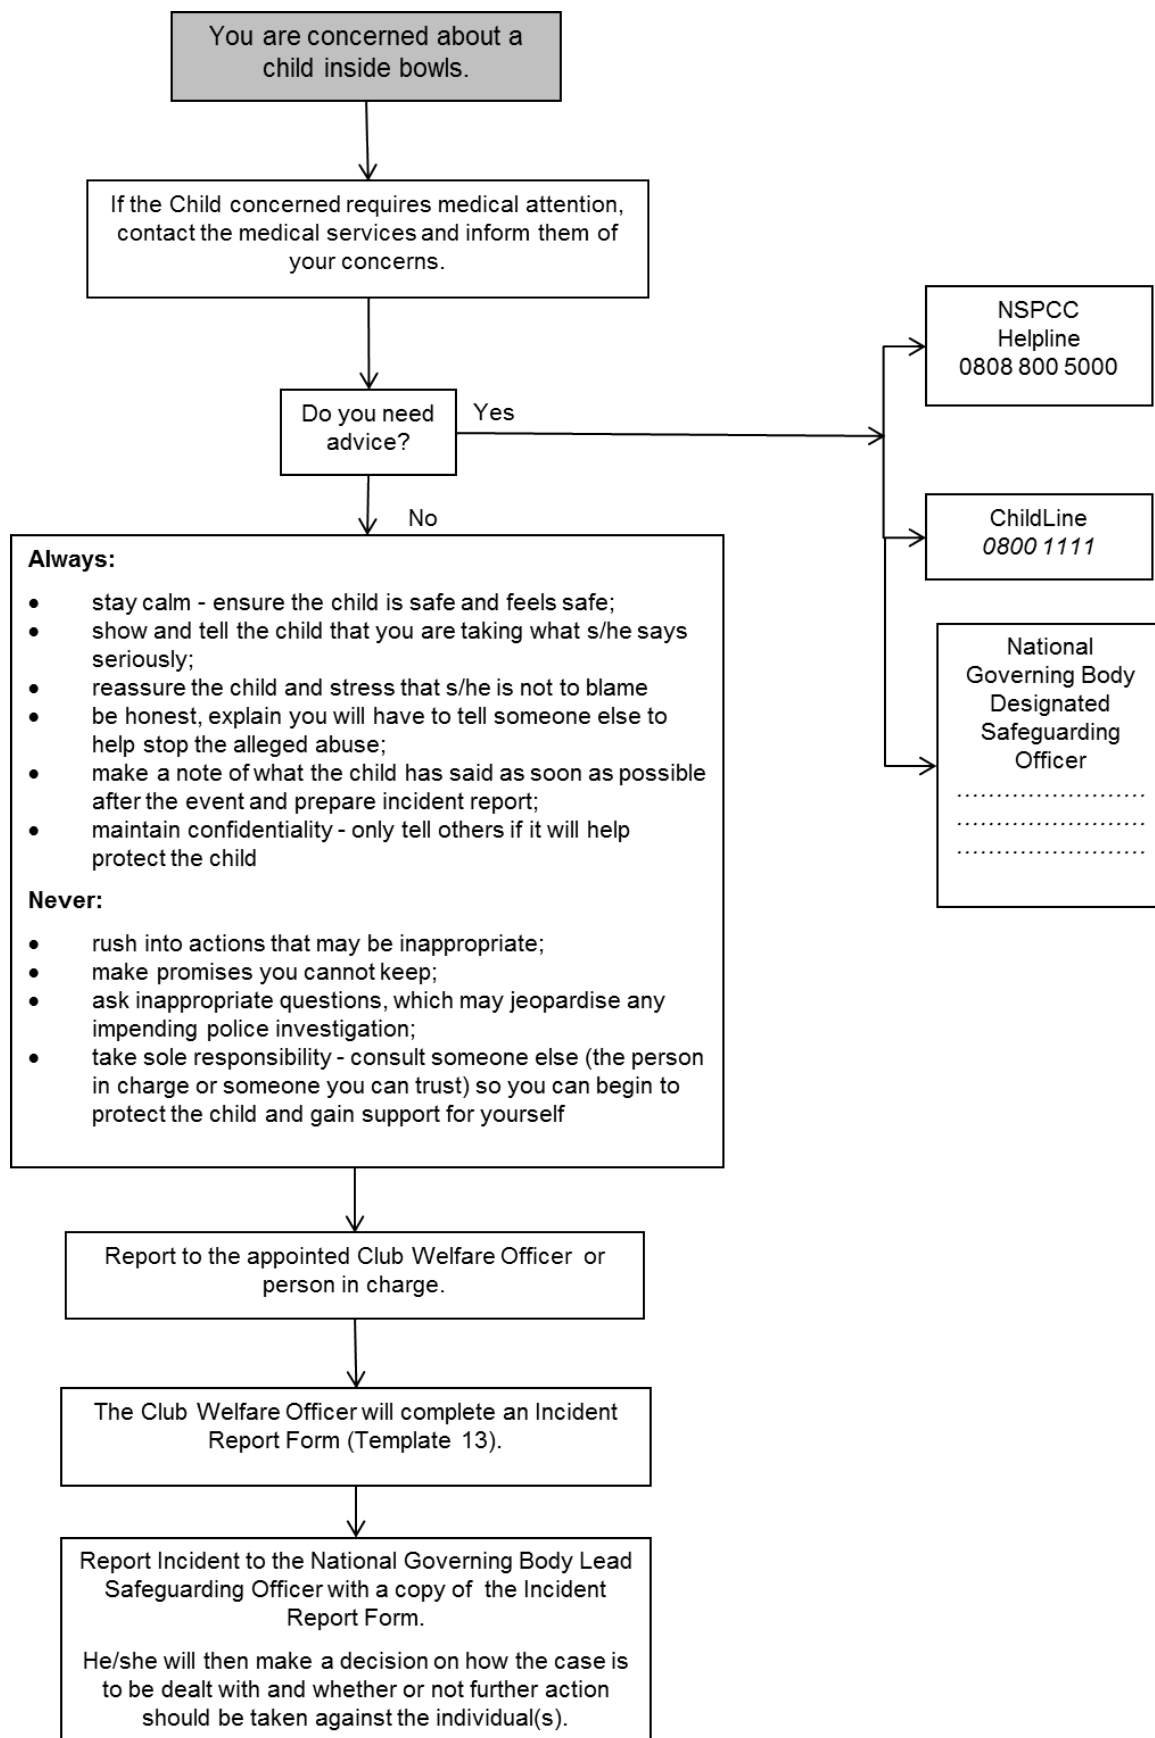 You are concerned about a
child inside bowls.
If the Child concerned requires medical attention,
contact the medical services and inform them of
your concerns.
Do you need
advice?
Yes
No
NSPCC
Helpline
0808 800 5000
ChildLine
0800 1111
National
Governing Body
Designated
Safeguarding
Officer
........................
........................
........................
Always:
• stay calm - ensure the child is safe and feels safe;
• show and tell the child that you are taking what s/he says
seriously;
• reassure the child and stress that s/he is not to blame
• be honest, explain you will have to tell someone else to
help stop the alleged abuse;
• make a note of what the child has said as soon as possible
after the event and prepare incident report;
• maintain confidentiality - only tell others if it will help
protect the child
Never:
• rush into actions that may be inappropriate;
• make promises you cannot keep;
• ask inappropriate questions, which may jeopardise any
impending police investigation;
• take sole responsibility - consult someone else (the person
in charge or someone you can trust) so you can begin to
protect the child and gain support for yourself
Report to the appointed Club Welfare Officer or
person in charge.
The Club Welfare Officer will complete an Incident
Report Form (Template 13).
Report Incident to the National Governing Body Lead
Safeguarding Officer with a copy of the Incident
Report Form.
He/she will then make a decision on how the case is
to be dealt with and whether or not further action
should be taken against the individual(s).